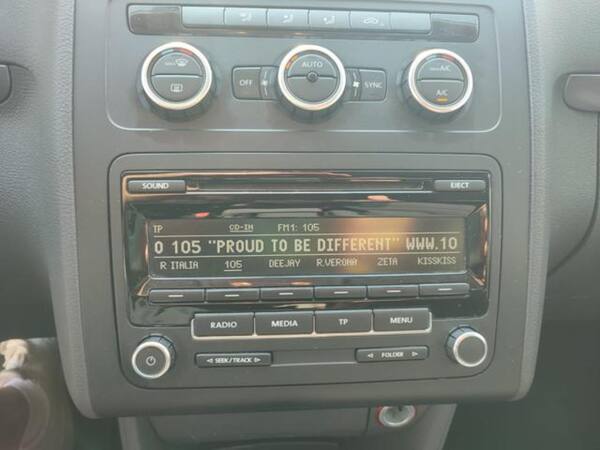 AUTO
OFF SYNC
A/C
A/C
SOUND EJECT
TP CD-IN FM1: 105
O 105 "PROUD TO BE DIFFERENT" WWW.10
R ITALIA 105 DEEJAY R.VERONA ZETA KISSKISS
RADIO MEDIA TP MENU
SEEK/TRACK FOLDER